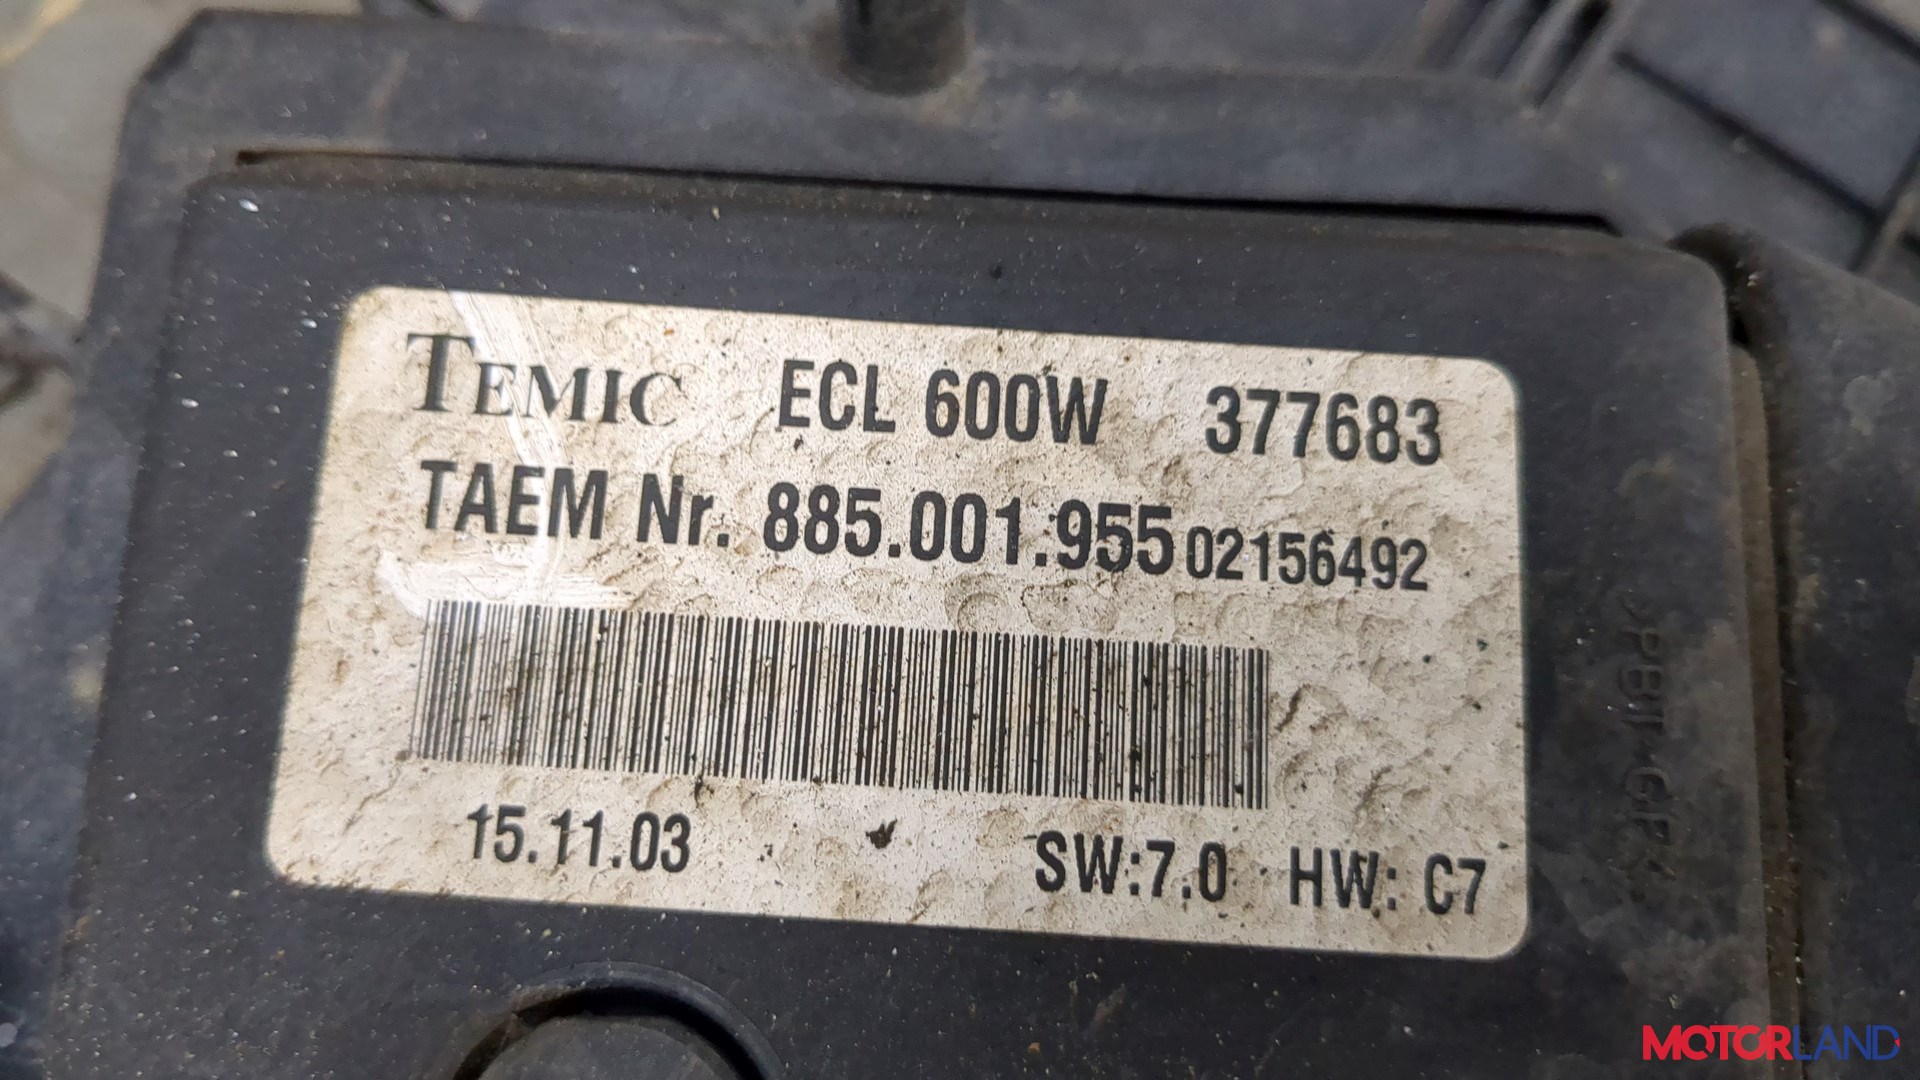 TEMIC ECL 600W 377683
TAEM Nr. 885.001.955 02156492
15.11.03 SW:7.0 HW: C7
MOTORLAND